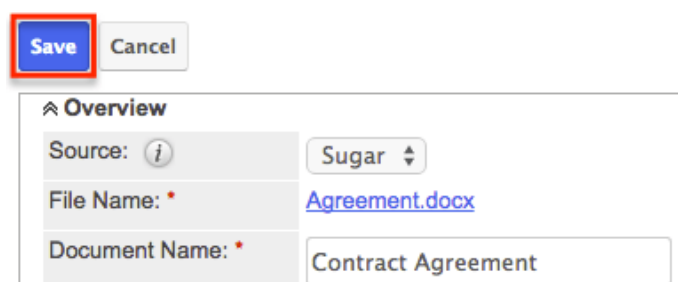 Save Cancel
Overview
Source: i Sugar
File Name: * Agreement.docx
Document Name: * Contract Agreement